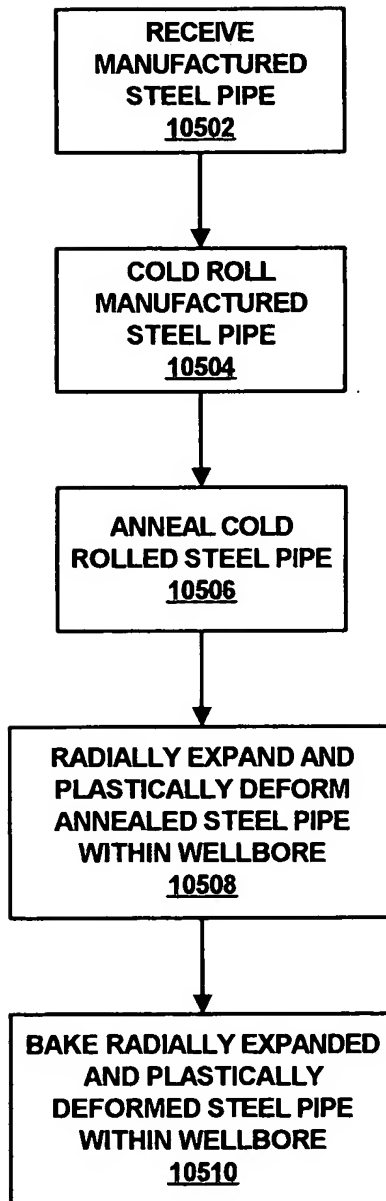 RECEIVE
MANUFACTURED
STEEL PIPE
10502
COLD ROLL
MANUFACTURED
STEEL PIPE
10504
ANNEAL COLD
ROLLED STEEL PIPE
10506
RADIALLY EXPAND AND
PLASTICALLY DEFORM
ANNEALED STEEL PIPE
WITHIN WELLBORE
10508
BAKE RADIALLY EXPANDED
AND PLASTICALLY
DEFORMED STEEL PIPE
WITHIN WELLBORE
10510